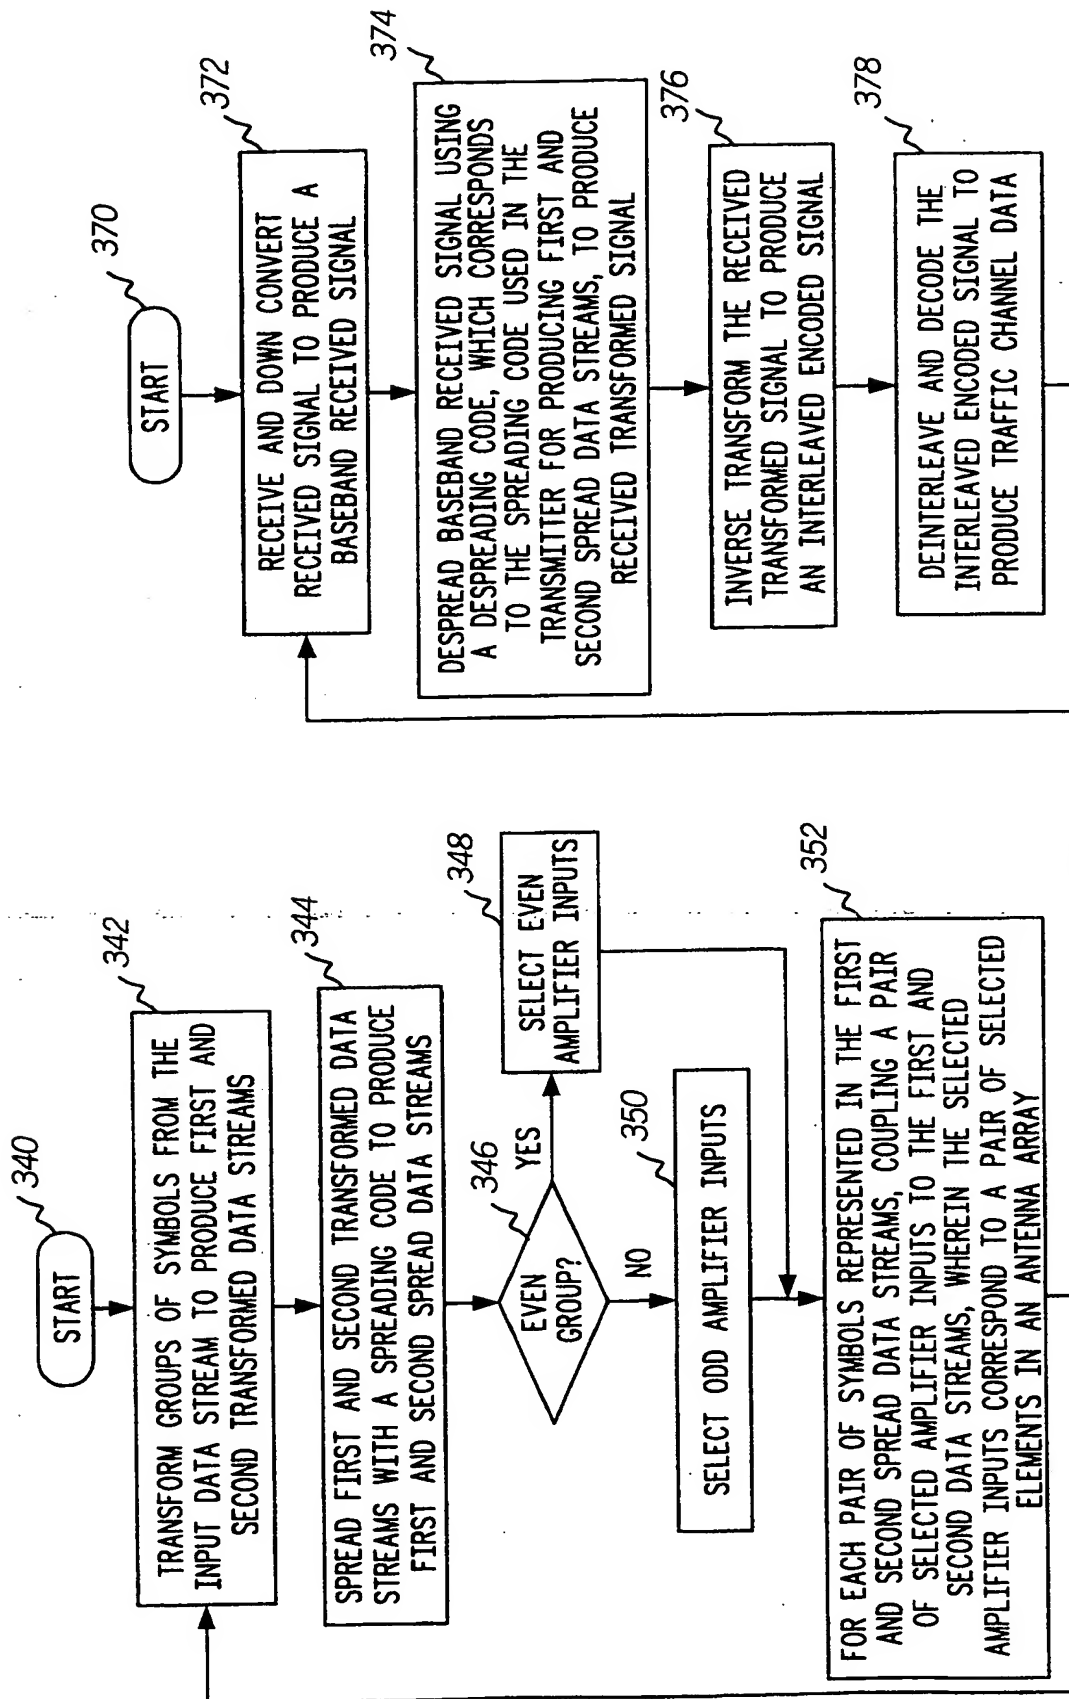 340
START
342
TRANSFORM GROUPS OF SYMBOLS FROM THE
INPUT DATA STREAM TO PRODUCE FIRST AND
SECOND TRANSFORMED DATA STREAMS
344
SPREAD FIRST AND SECOND TRANSFORMED DATA
STREAMS WITH A SPREADING CODE TO PRODUCE
FIRST AND SECOND SPREAD DATA STREAMS
346
EVEN
GROUP?
YES
NO
348
SELECT EVEN
AMPLIFIER INPUTS
350
SELECT ODD AMPLIFIER INPUTS
352
FOR EACH PAIR OF SYMBOLS REPRESENTED IN THE FIRST
AND SECOND SPREAD DATA STREAMS, COUPLING A PAIR
OF SELECTED AMPLIFIER INPUTS TO THE FIRST AND
SECOND DATA STREAMS, WHEREIN THE SELECTED
AMPLIFIER INPUTS CORRESPOND TO A PAIR OF SELECTED
ELEMENTS IN AN ANTENNA ARRAY
370
START
372
RECEIVE AND DOWN CONVERT
RECEIVED SIGNAL TO PRODUCE A
BASEBAND RECEIVED SIGNAL
374
DESPREAD BASEBAND RECEIVED SIGNAL USING
A DESPREADING CODE, WHICH CORRESPONDS
TO THE SPREADING CODE USED IN THE
TRANSMITTER FOR PRODUCING FIRST AND
SECOND SPREAD DATA STREAMS, TO PRODUCE
RECEIVED TRANSFORMED SIGNAL
376
INVERSE TRANSFORM THE RECEIVED
TRANSFORMED SIGNAL TO PRODUCE
AN INTERLEAVED ENCODED SIGNAL
378
DEINTERLEAVE AND DECODE THE
INTERLEAVED ENCODED SIGNAL TO
PRODUCE TRAFFIC CHANNEL DATA